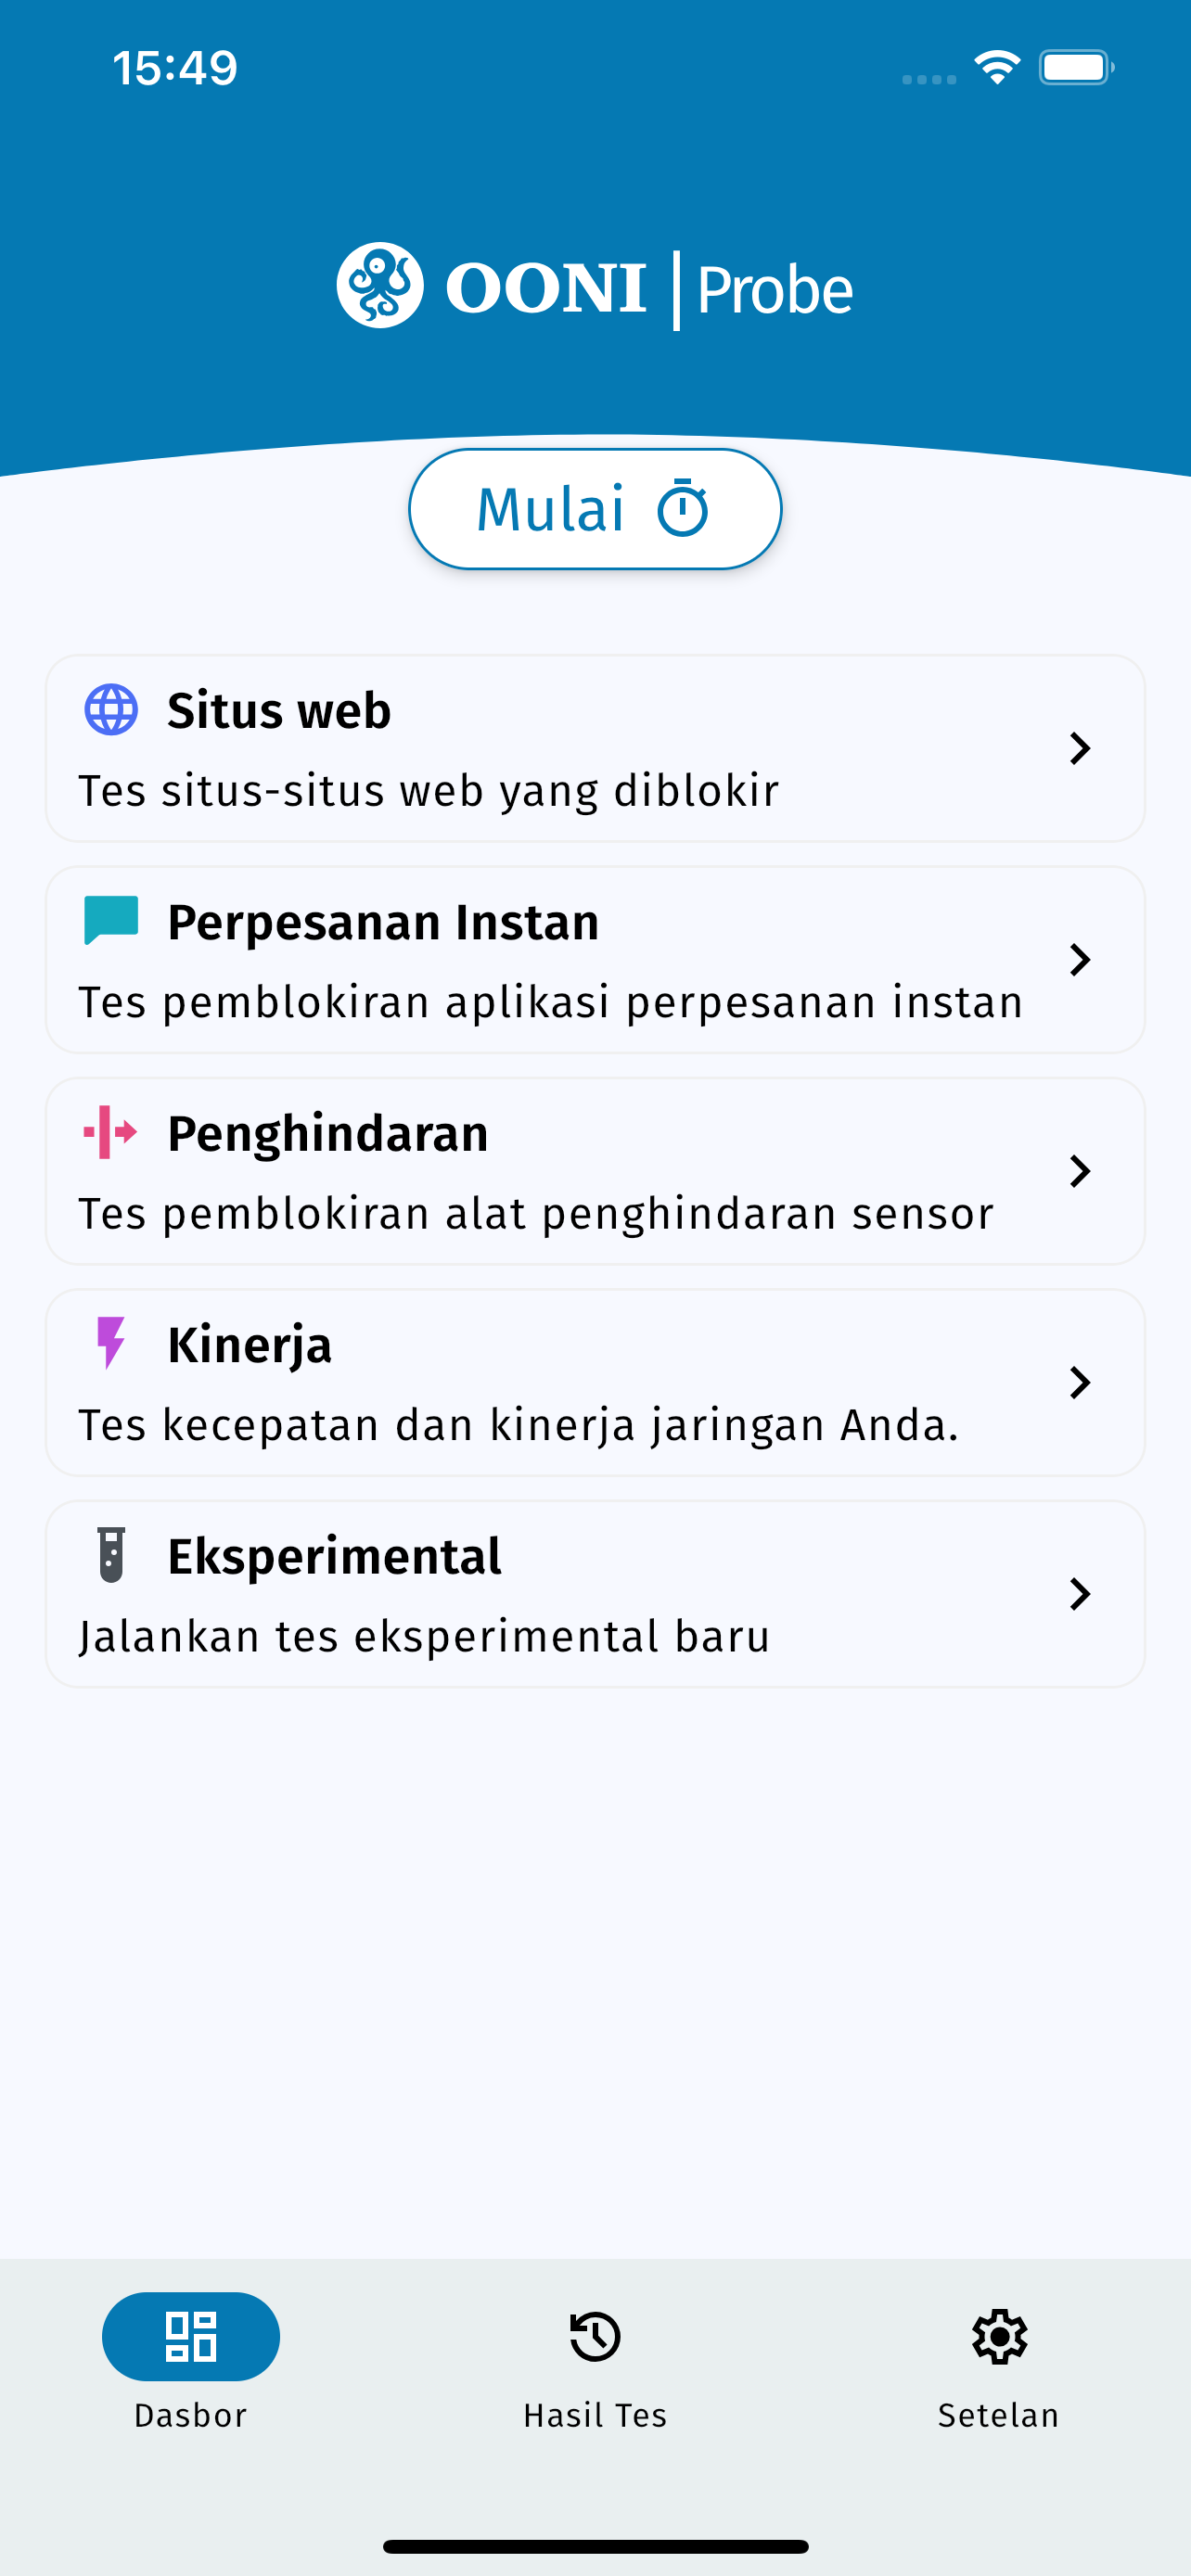 15:49
OONI | Probe
Mulai
Situs web
Tes situs-situs web yang diblokir
Perpesanan Instan
Tes pemblokiran aplikasi perpesanan instan
Penghindaran
Tes pemblokiran alat penghindaran sensor
Kinerja
Tes kecepatan dan kinerja jaringan Anda.
Eksperimental
Jalankan tes eksperimental baru
Dasbor
Hasil Tes
Setelan